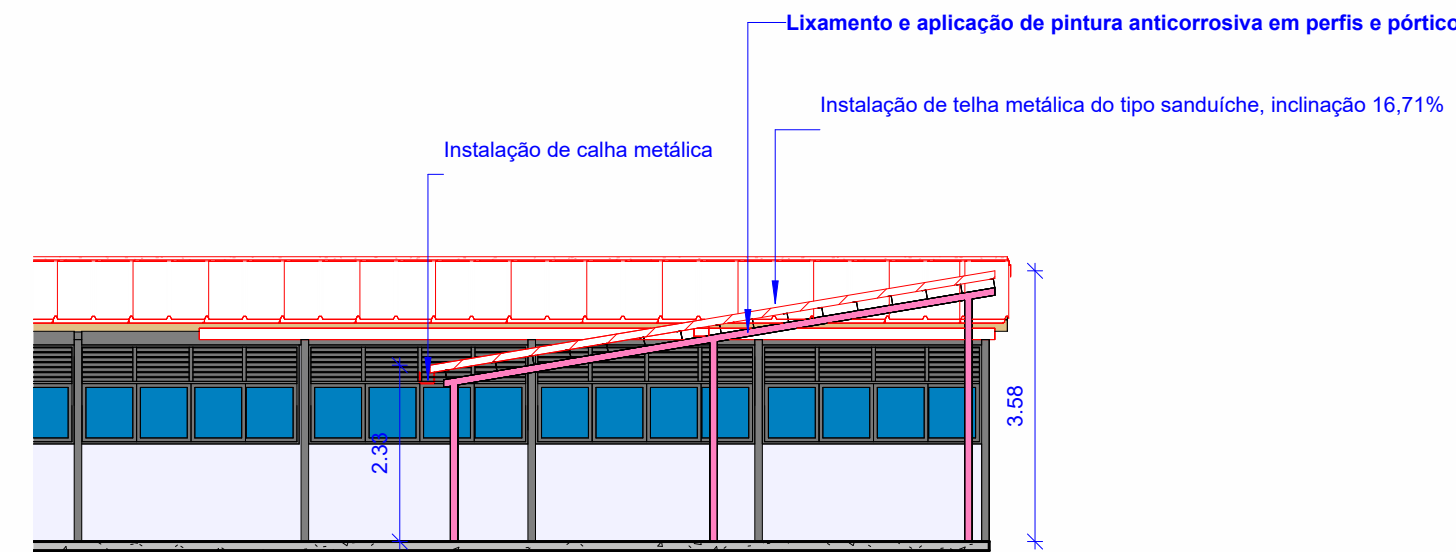 Lixamento e aplicação de pintura anticorrosiva em perfis e pórtico
Instalação de telha metálica do tipo sanduíche, inclinação 16,71%
Instalação de calha metálica
3.58
2.33